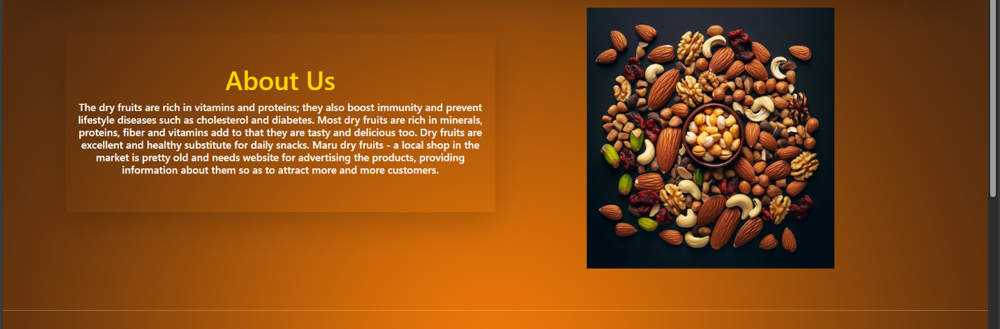 About Us
The dry fruits are rich in vitamins and proteins; they also boost immunity and prevent
lifestyle diseases such as cholesterol and diabetes. Most dry fruits are rich in minerals,
proteins, fiber and vitamins add to that they are tasty and delicious too. Dry fruits are
excellent and healthy substitute for daily snacks. Maru dry fruits - a local shop in the
market is pretty old and needs website for advertising the products, providing
information about them so as to attract more and more customers.